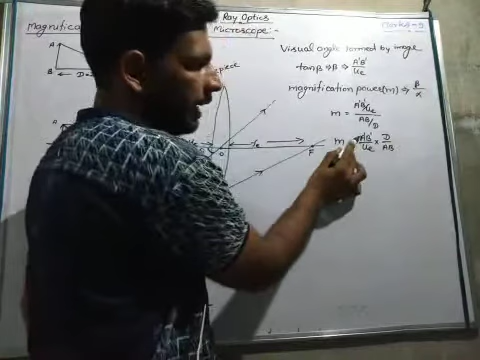 Ray Optics
Magnifica
Microscope:-
Visual angle formed by image
tanβ ⇒ β ⇒ A'B'/Ue
magnification power(m) ⇒ β/α
m = A'B'/Ue / AB/D
m = A'B'/Ue × D/AB
A
B
D
A
O
F